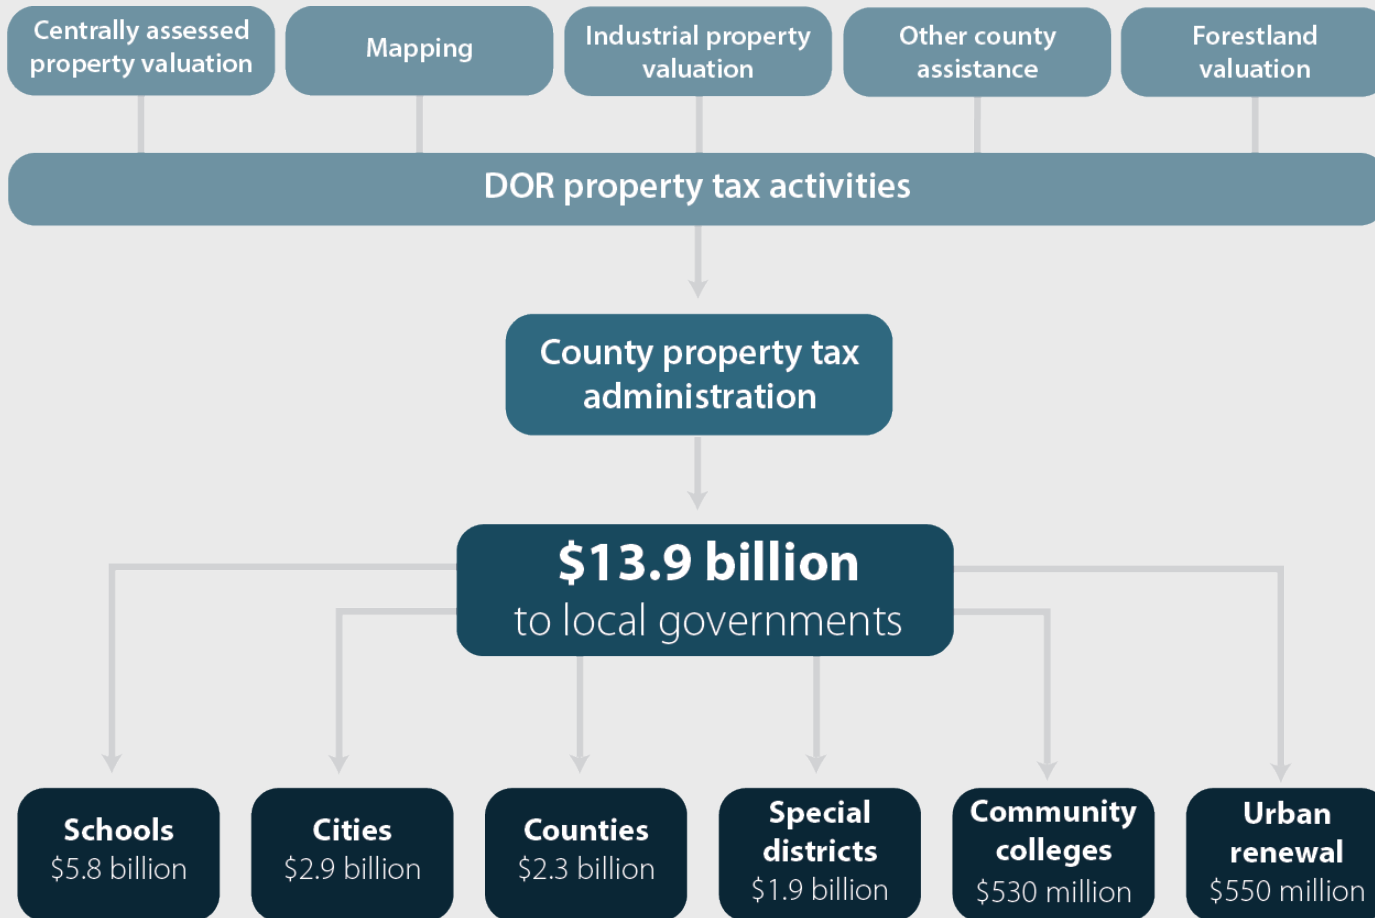 Centrally assessed
property valuation
Mapping
Industrial property
valuation
Other county
assistance
Forestland
valuation
DOR property tax activities
County property tax
administration
$13.9 billion
to local governments
Schools
$5.8 billion
Cities
$2.9 billion
Counties
$2.3 billion
Special
districts
$1.9 billion
Community
colleges
$530 million
Urban
renewal
$550 million